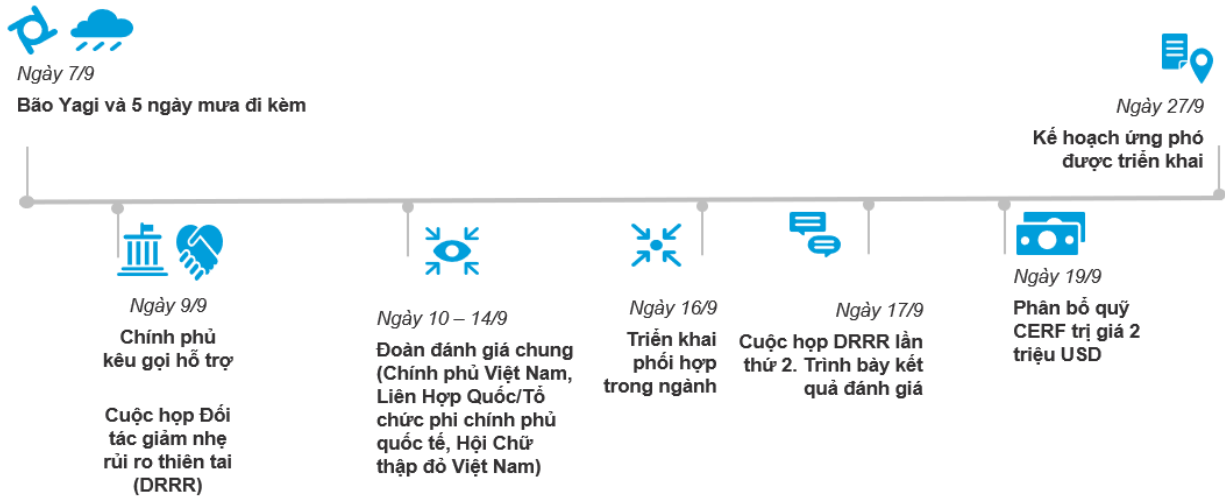 Ngày 7/9
Bão Yagi và 5 ngày mưa đi kèm
Ngày 27/9
Kế hoạch ứng phó
được triển khai
Ngày 9/9
Chính phủ
kêu gọi hỗ trợ
Cuộc họp Đối
tác giảm nhẹ
rủi ro thiên tai
(DRRR)
Ngày 10 – 14/9
Đoàn đánh giá chung
(Chính phủ Việt Nam,
Liên Hợp Quốc/Tổ
chức phi chính phủ
quốc tế, Hội Chữ
thập đỏ Việt Nam)
Ngày 16/9
Triển khai
phối hợp
trong ngành
Ngày 17/9
Cuộc họp DRRR lần
thứ 2. Trình bày kết
quả đánh giá
Ngày 19/9
Phân bổ quỹ
CERF trị giá 2
triệu USD